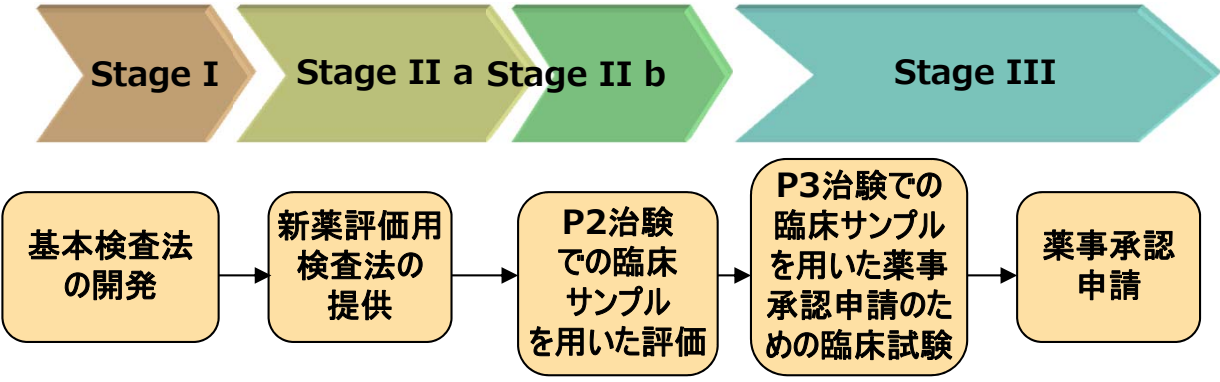 Stage I
Stage II a
Stage II b
Stage III
基本検査法
の開発
新薬評価用
検査法の
提供
P2治験
での臨床
サンプル
を用いた評価
P3治験での
臨床サンプル
を用いた薬事
承認申請のた
めの臨床試験
薬事承認
申請